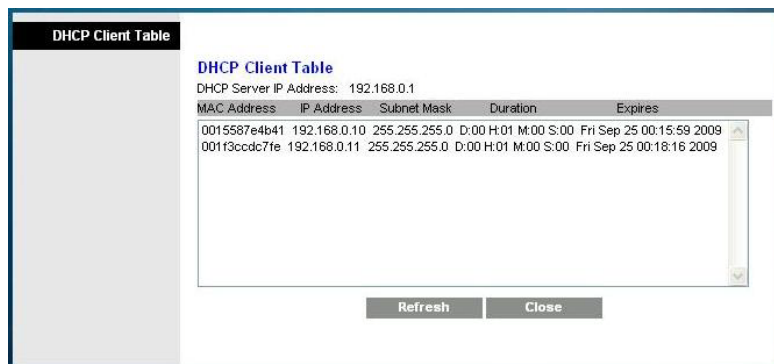 DHCP Client Table
DHCP Client Table
DHCP Server IP Address: 192.168.0.1
MAC Address IP Address Subnet Mask Duration Expires
0015587e4b41 192.168.0.10 255.255.255.0 D:00 H:01 M:00 S:00 Fri Sep 25 00:15:59 2009
001f3ccdc7fe 192.168.0.11 255.255.255.0 D:00 H:01 M:00 S:00 Fri Sep 25 00:18:16 2009
Refresh Close